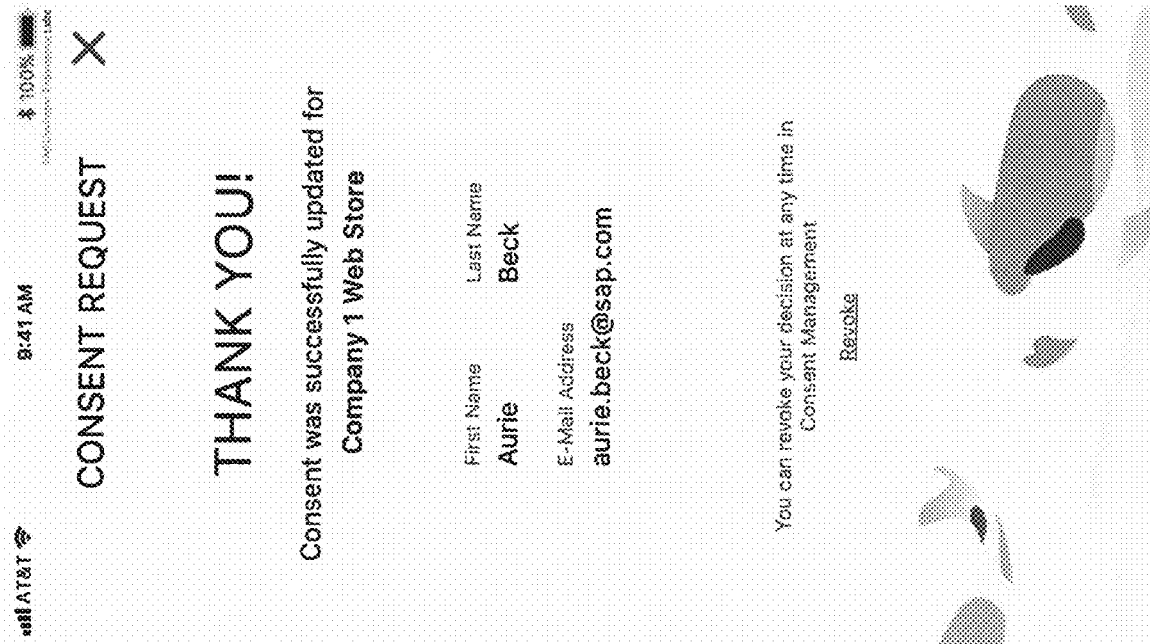 AT&T 9:41 AM 100%
CONSENT REQUEST
THANK YOU!
Consent was successfully updated for
Company 1 Web Store
First Name Last Name
Aurie Beck
E-Mail Address
aurie.beck@sap.com
You can revoke your decision at any time in
Consent Management
Revoke